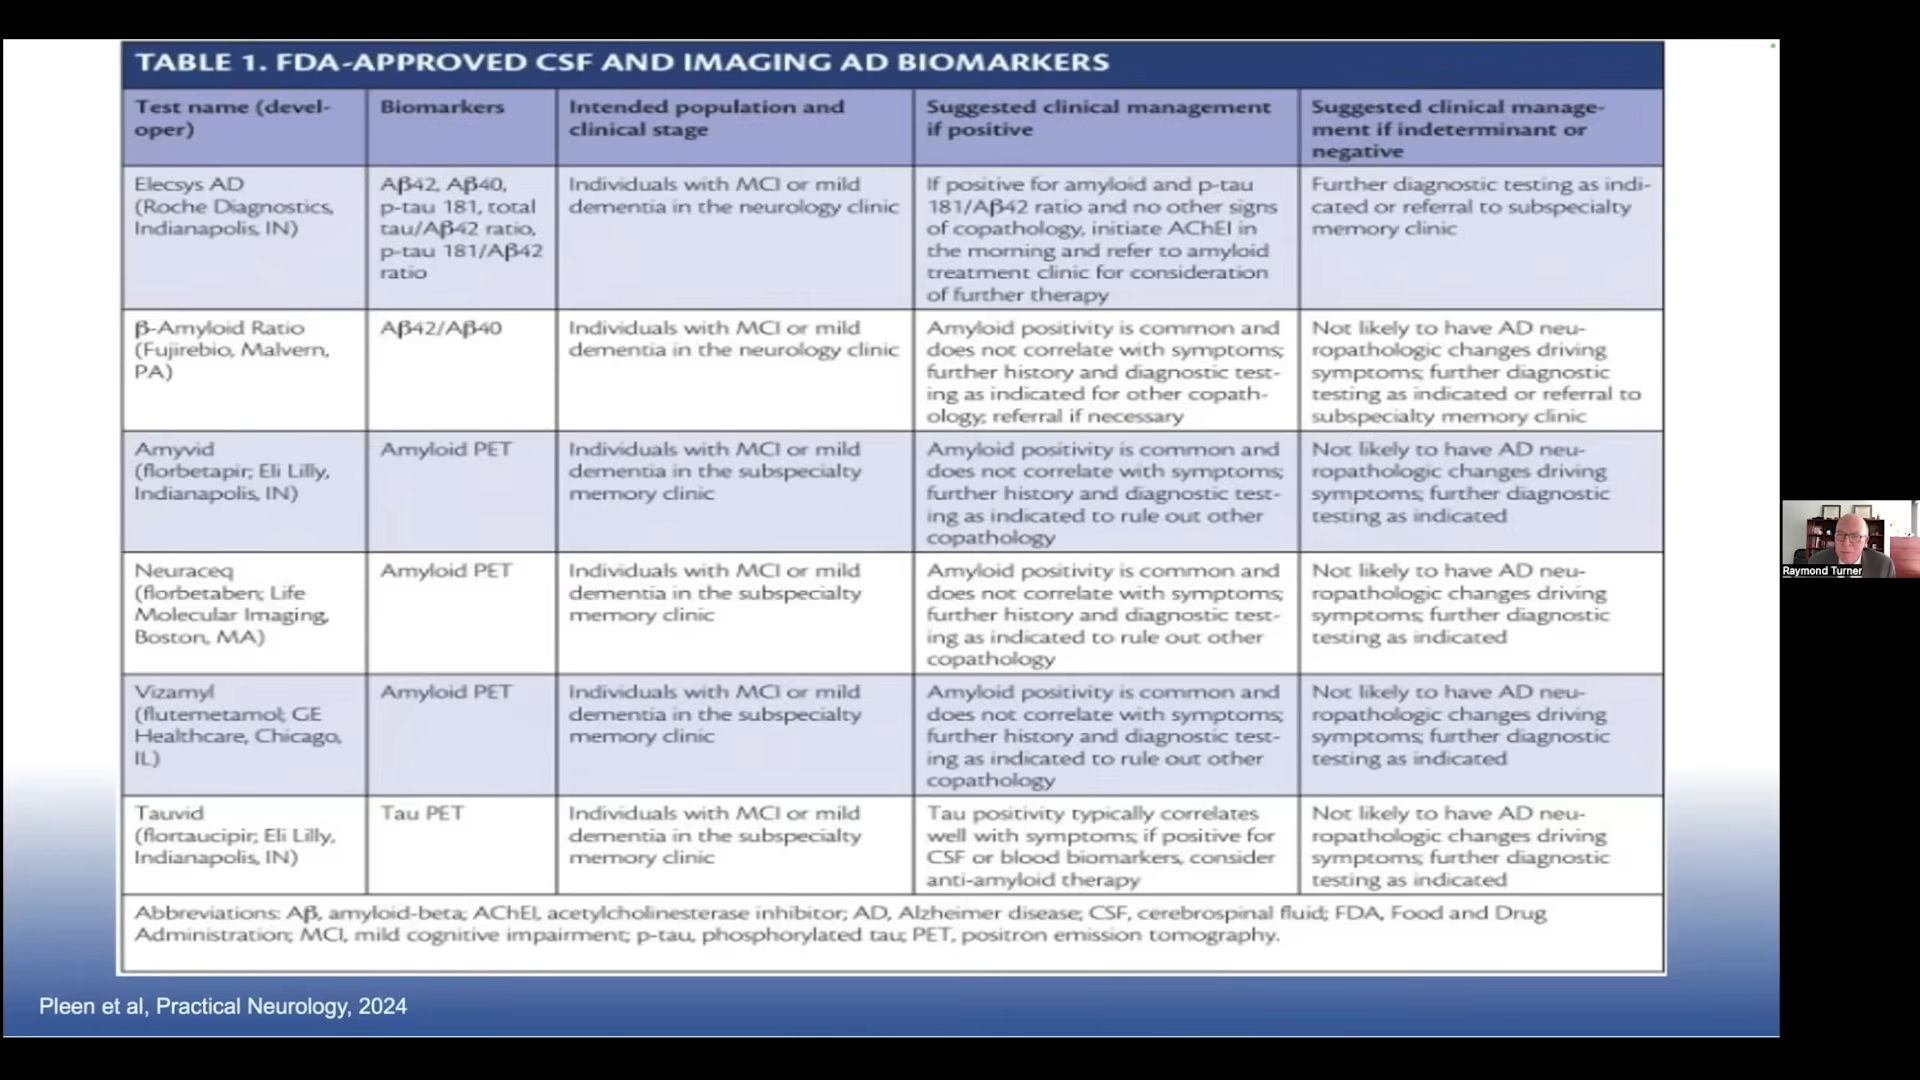 TABLE 1. FDA-APPROVED CSF AND IMAGING AD BIOMARKERS
Test name (devel-
oper)
Biomarkers
Intended population and
clinical stage
Suggested clinical management
if positive
Suggested clinical manage-
ment if indeterminant or
negative
Elecsys AD
(Roche Diagnostics,
Indianapolis, IN)
Aβ42, Aβ40,
p-tau 181, total
tau/Aβ42 ratio,
p-tau 181/Aβ42
ratio
Individuals with MCI or mild
dementia in the neurology clinic
If positive for amyloid and p-tau
181/Aβ42 ratio and no other signs
of copathology, initiate AChEI in
the morning and refer to amyloid
treatment clinic for consideration
of further therapy
Further diagnostic testing as indi-
cated or referral to subspecialty
memory clinic
β-Amyloid Ratio
(Fujirebio, Malvern,
PA)
Aβ42/Aβ40
Individuals with MCI or mild
dementia in the neurology clinic
Amyloid positivity is common and
does not correlate with symptoms;
further history and diagnostic test-
ing as indicated for other copath-
ology; referral if necessary
Not likely to have AD neu-
ropathologic changes driving
symptoms; further diagnostic
testing as indicated or referral to
subspecialty memory clinic
Amyvid
(florbetapir; Eli Lilly,
Indianapolis, IN)
Amyloid PET
Individuals with MCI or mild
dementia in the subspecialty
memory clinic
Amyloid positivity is common and
does not correlate with symptoms;
further history and diagnostic test-
ing as indicated to rule out other
copathology
Not likely to have AD neu-
ropathologic changes driving
symptoms; further diagnostic
testing as indicated
Neuraceq
(florbetaben; Life
Molecular Imaging,
Boston, MA)
Amyloid PET
Individuals with MCI or mild
dementia in the subspecialty
memory clinic
Amyloid positivity is common and
does not correlate with symptoms;
further history and diagnostic test-
ing as indicated to rule out other
copathology
Not likely to have AD neu-
ropathologic changes driving
symptoms; further diagnostic
testing as indicated
Vizamyl
(flutemetamol; GE
Healthcare, Chicago,
IL)
Amyloid PET
Individuals with MCI or mild
dementia in the subspecialty
memory clinic
Amyloid positivity is common and
does not correlate with symptoms;
further history and diagnostic test-
ing as indicated to rule out other
copathology
Not likely to have AD neu-
ropathologic changes driving
symptoms; further diagnostic
testing as indicated
Tauvid
(flortaucipir; Eli Lilly,
Indianapolis, IN)
Tau PET
Individuals with MCI or mild
dementia in the subspecialty
memory clinic
Tau positivity typically correlates
well with symptoms; if positive for
CSF or blood biomarkers, consider
anti-amyloid therapy
Not likely to have AD neu-
ropathologic changes driving
symptoms; further diagnostic
testing as indicated
Abbreviations: Aβ, amyloid-beta; AChEI, acetylcholinesterase inhibitor; AD, Alzheimer disease; CSF, cerebrospinal fluid; FDA, Food and Drug
Administration; MCI, mild cognitive impairment; p-tau, phosphorylated tau; PET, positron emission tomography.
Pleen et al, Practical Neurology, 2024
Raymond Turner